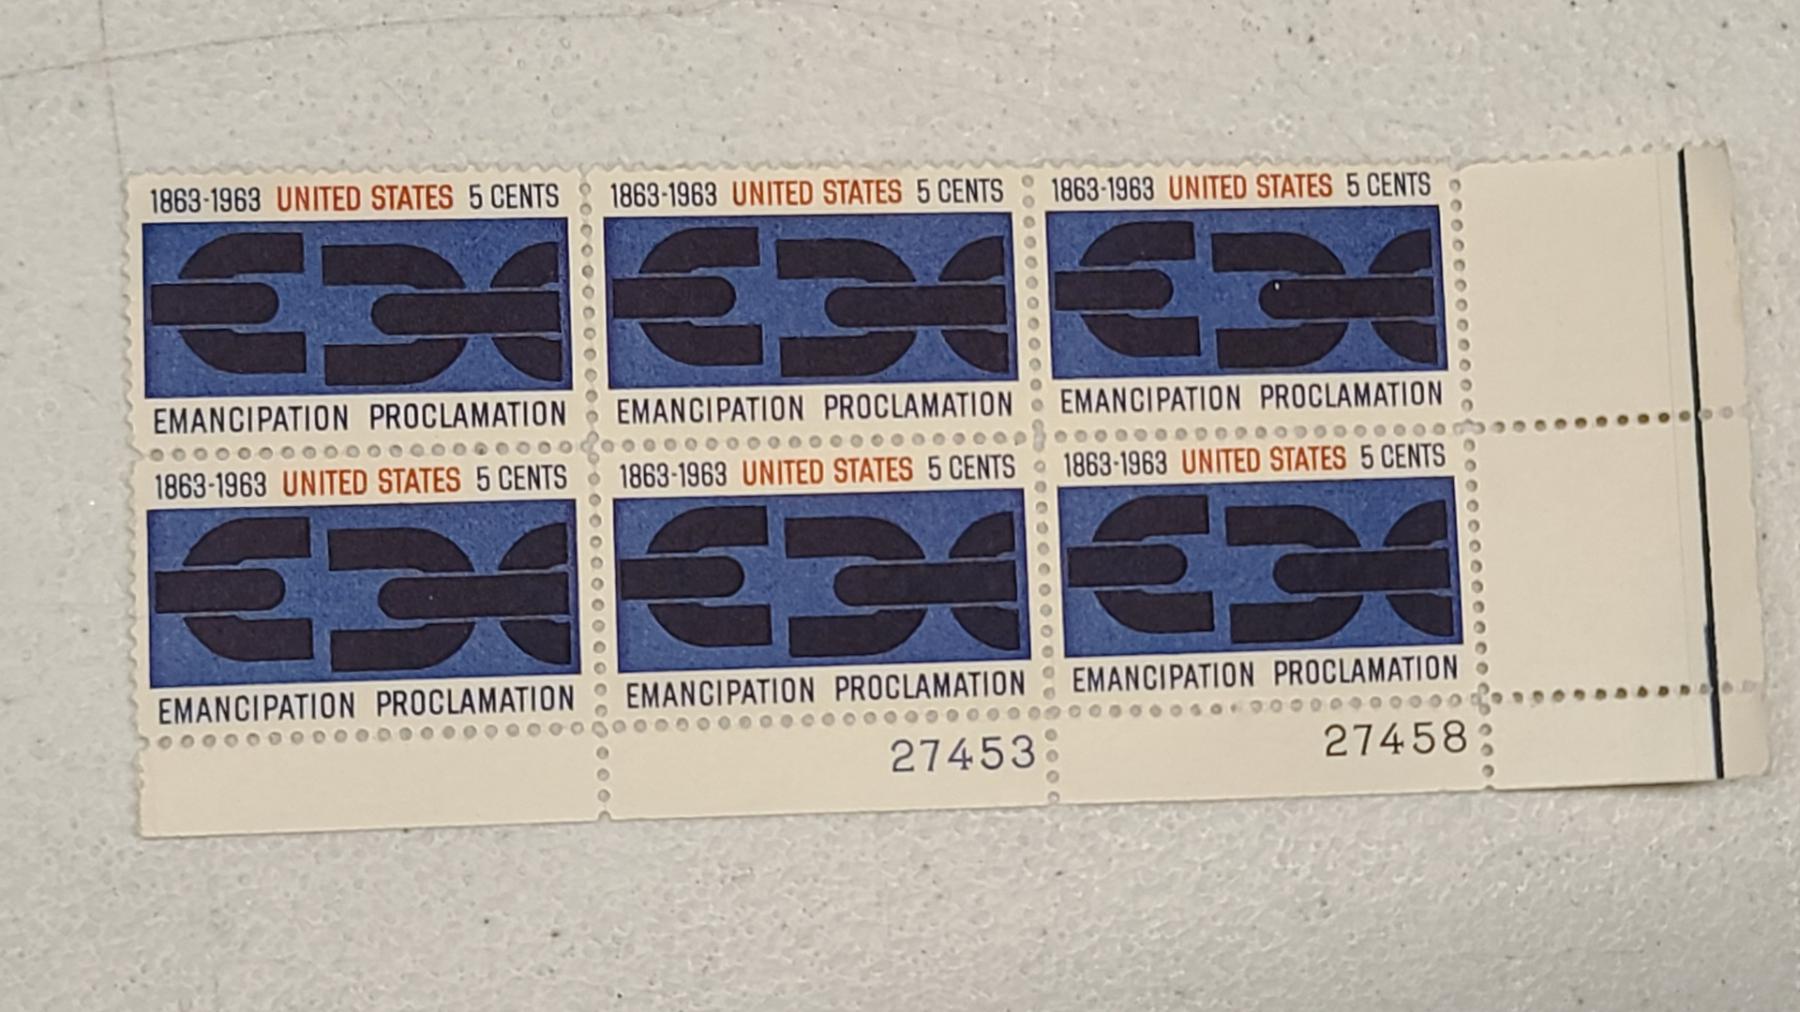 1863-1963 UNITED STATES 5 CENTS
EMANCIPATION PROCLAMATION
1863-1963 UNITED STATES 5 CENTS
EMANCIPATION PROCLAMATION
1863-1963 UNITED STATES 5 CENTS
EMANCIPATION PROCLAMATION
1863-1963 UNITED STATES 5 CENTS
EMANCIPATION PROCLAMATION
1863-1963 UNITED STATES 5 CENTS
EMANCIPATION PROCLAMATION
1863-1963 UNITED STATES 5 CENTS
EMANCIPATION PROCLAMATION
27453
27458